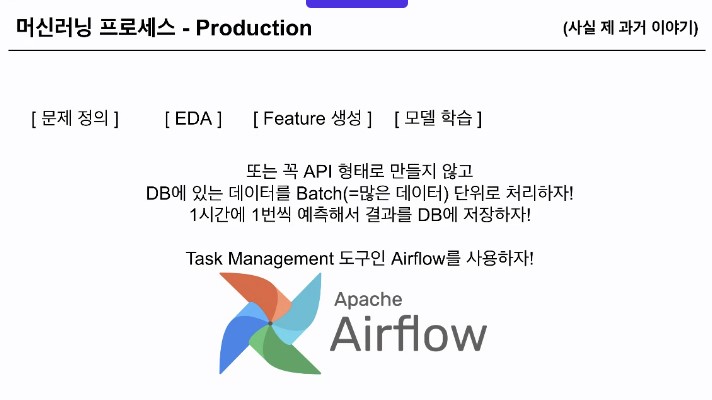 머신러닝 프로세스 - Production
(사실 제 과거 이야기)
[ 문제 정의 ] [ EDA ] [ Feature 생성 ] [ 모델 학습 ]
또는 꼭 API 형태로 만들지 않고
DB에 있는 데이터를 Batch(=많은 데이터) 단위로 처리하자!
1시간에 1번씩 예측해서 결과를 DB에 저장하자!
Task Management 도구인 Airflow를 사용하자!
Apache
Airflow